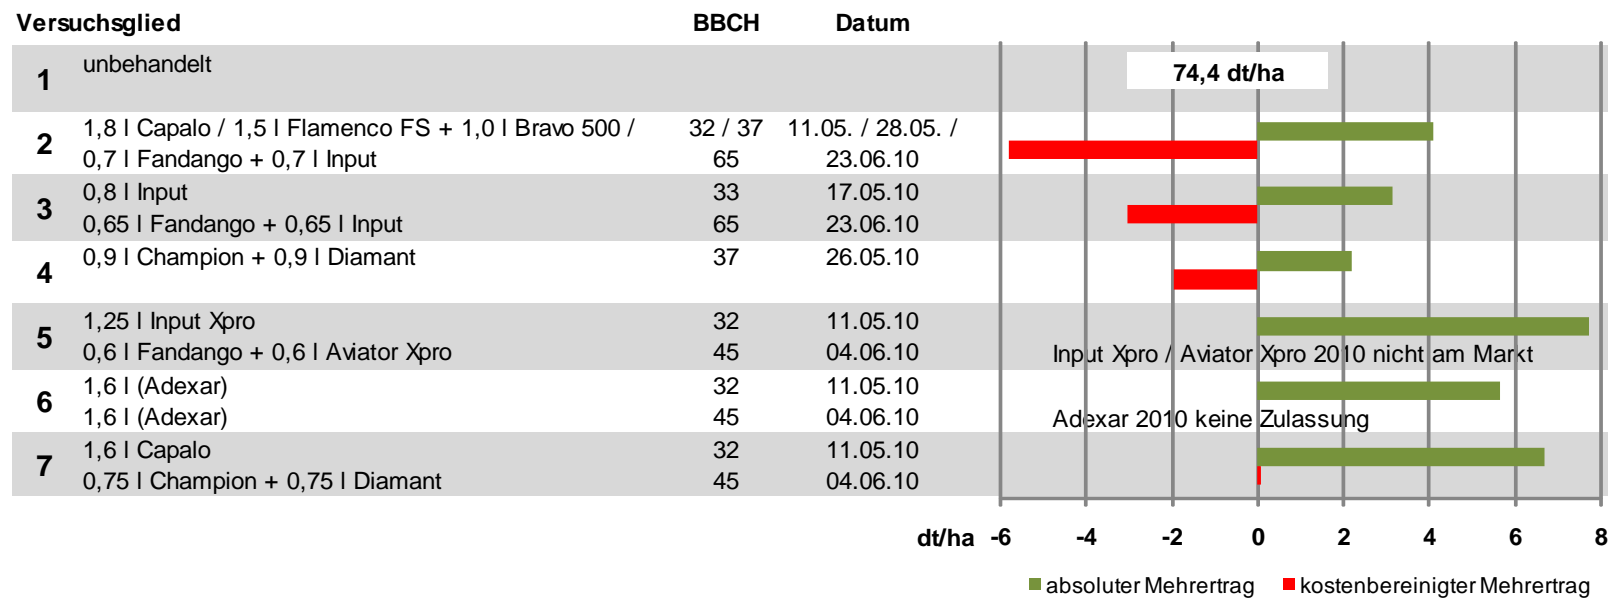 Versuchsglied BBCH Datum
1 unbehandelt 74,4 dt/ha
2 1,8 l Capalo / 1,5 l Flamenco FS + 1,0 l Bravo 500 / 32 / 37 11.05. / 28.05. /
0,7 l Fandango + 0,7 l Input 65 23.06.10
3 0,8 l Input 33 17.05.10
0,65 l Fandango + 0,65 l Input 65 23.06.10
4 0,9 l Champion + 0,9 l Diamant 37 26.05.10
5 1,25 l Input Xpro 32 11.05.10
0,6 l Fandango + 0,6 l Aviator Xpro 45 04.06.10 Input Xpro / Aviator Xpro 2010 nicht am Markt
6 1,6 l (Adexar) 32 11.05.10
1,6 l (Adexar) 45 04.06.10 Adexar 2010 keine Zulassung
7 1,6 l Capalo 32 11.05.10
0,75 l Champion + 0,75 l Diamant 45 04.06.10
dt/ha -6 -4 -2 0 2 4 6 8
absoluter Mehrertrag kostenbereinigter Mehrertrag